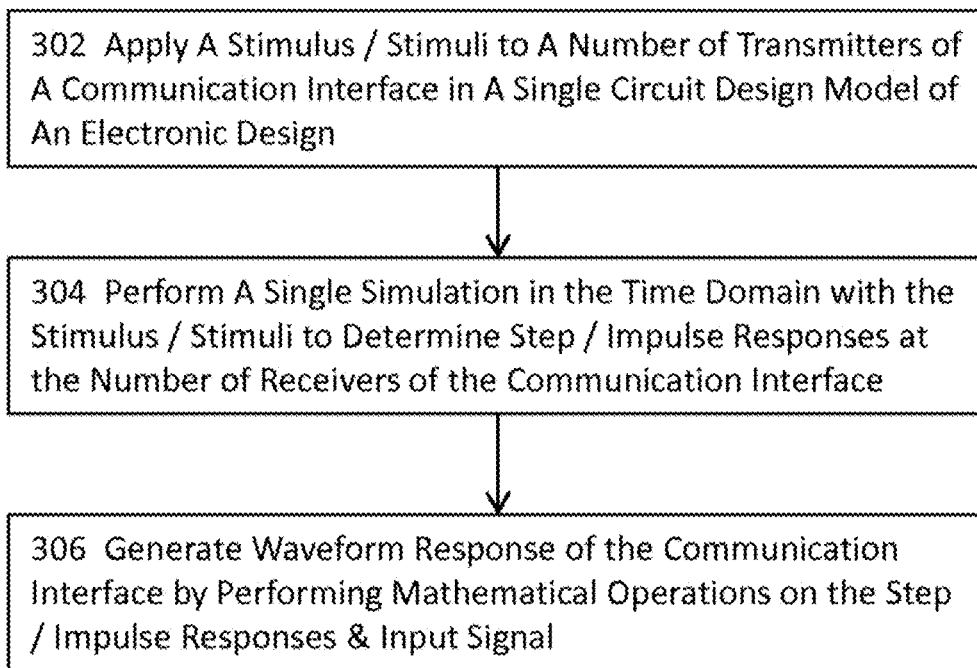 302 Apply A Stimulus / Stimuli to A Number of Transmitters of
A Communication Interface in A Single Circuit Design Model of
An Electronic Design
304 Perform A Single Simulation in the Time Domain with the
Stimulus / Stimuli to Determine Step / Impulse Responses at
the Number of Receivers of the Communication Interface
306 Generate Waveform Response of the Communication
Interface by Performing Mathematical Operations on the Step
/ Impulse Responses & Input Signal